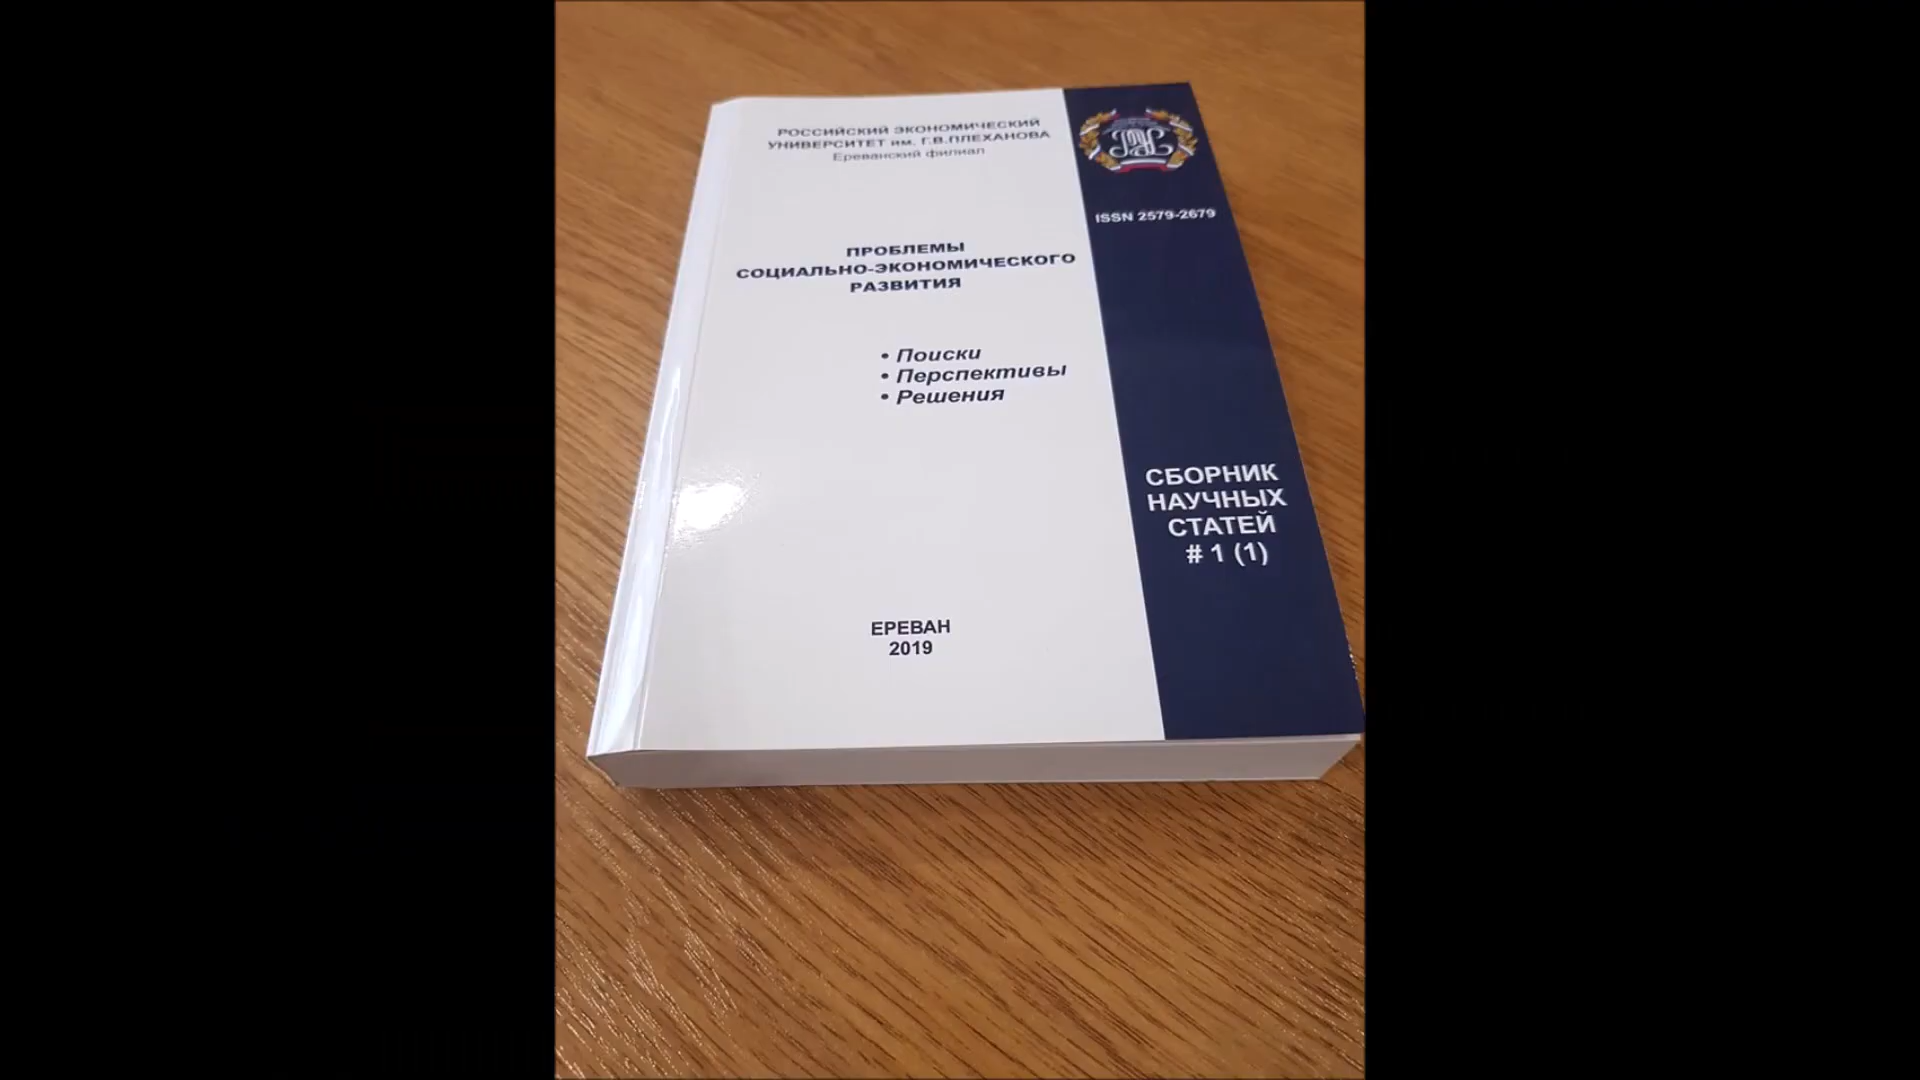 РОССИЙСКИЙ ЭКОНОМИЧЕСКИЙ
УНИВЕРСИТЕТ им. Г.В.ПЛЕХАНОВА
Ереванский филиал
ISSN 2579-2679
ПРОБЛЕМЫ
СОЦИАЛЬНО-ЭКОНОМИЧЕСКОГО
РАЗВИТИЯ
• Поиски
• Перспективы
• Решения
СБОРНИК
НАУЧНЫХ
СТАТЕЙ
# 1 (1)
ЕРЕВАН
2019